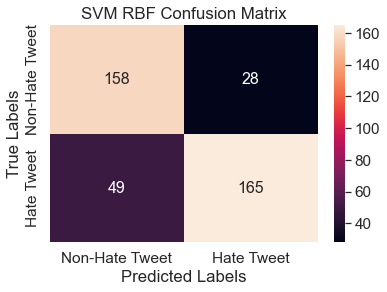 SVM RBF Confusion Matrix
True Labels
Non-Hate Tweet
Hate Tweet
158
28
49
165
Non-Hate Tweet
Hate Tweet
Predicted Labels
160
140
120
100
80
60
40